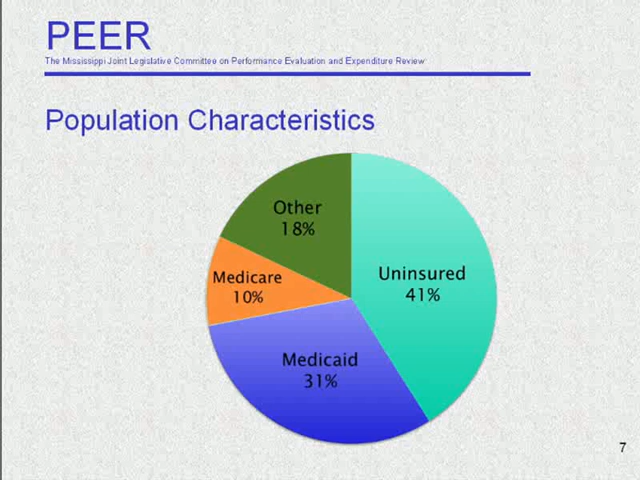 PEER
The Mississippi Joint Legislative Committee on Performance Evaluation and Expenditure Review
Population Characteristics
Other
18%
Uninsured
41%
Medicare
10%
Medicaid
31%
7